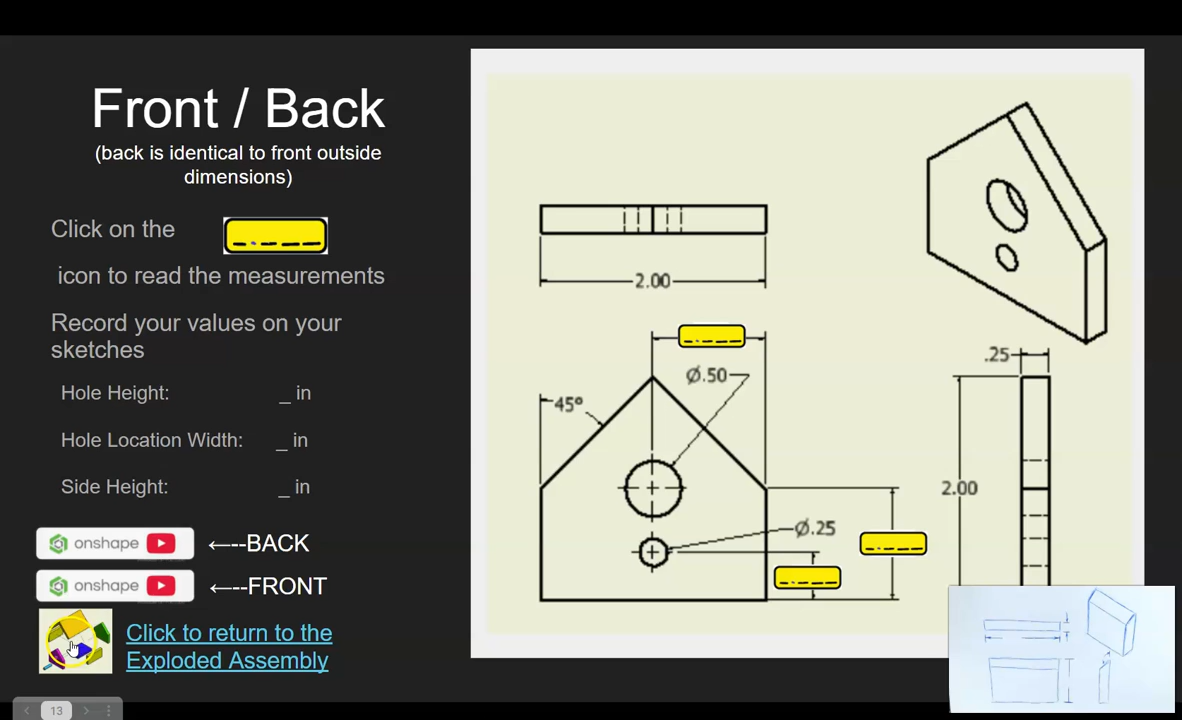 Front / Back
(back is identical to front outside
dimensions)
Click on the
icon to read the measurements
Record your values on your
sketches
Hole Height: _ in
Hole Location Width: _ in
Side Height: _ in
onshape
←--BACK
onshape
←--FRONT
Click to return to the
Exploded Assembly
13
2.00
Ø.50
45°
Ø.25
.25
2.00